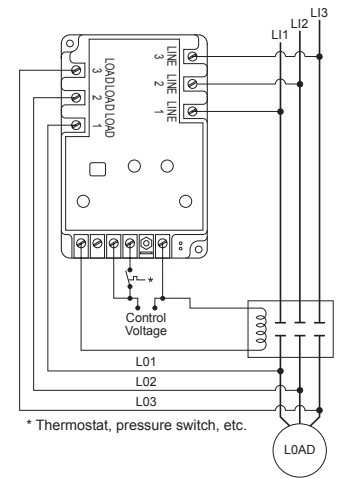 LI3
LI2
LI1
3 LOAD
2 LOAD
1 LOAD
3 LINE
2 LINE
1 LINE
*
Control
Voltage
L01
L02
L03
* Thermostat, pressure switch, etc.
L0AD